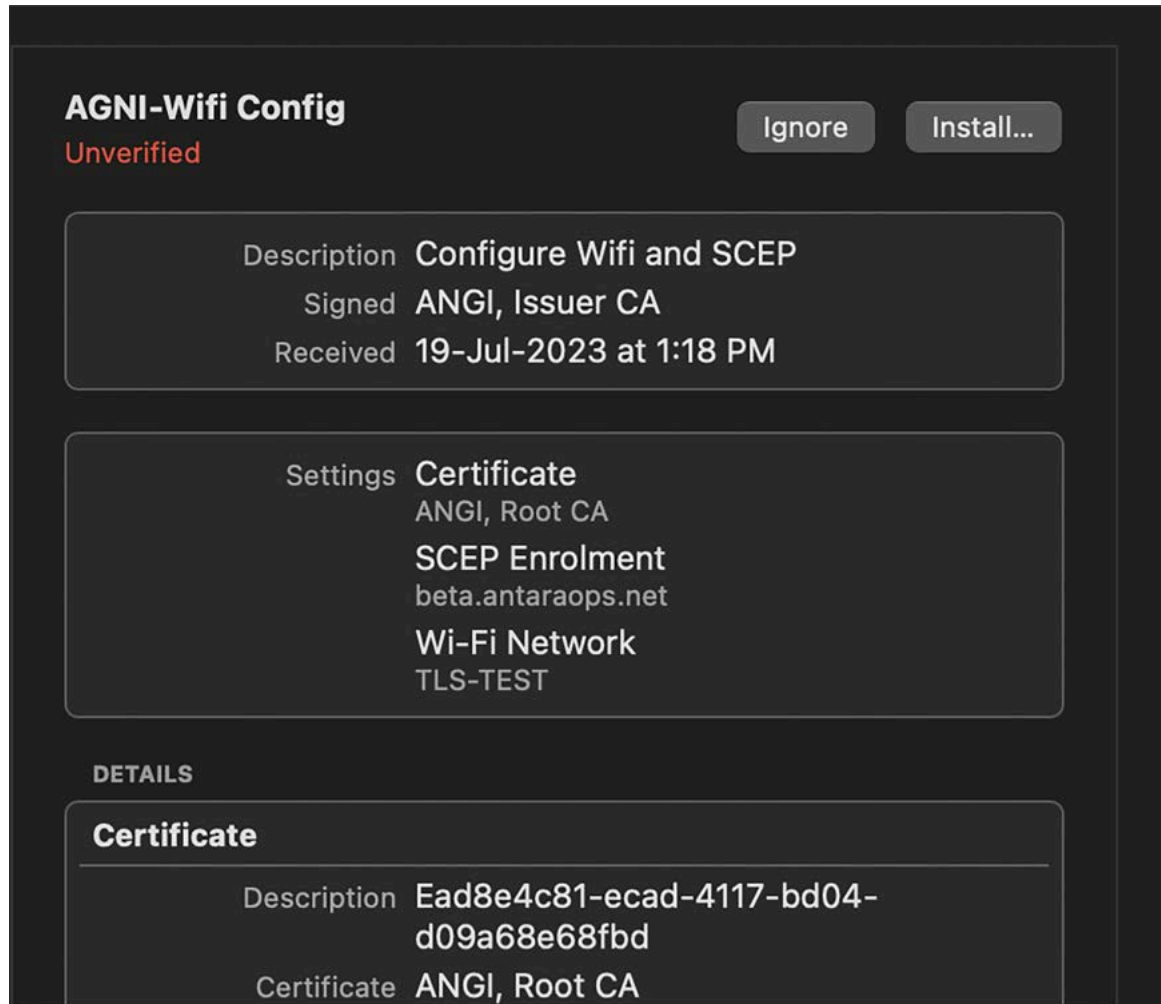 AGNI-Wifi Config
Unverified
Ignore
Install...
Description Configure Wifi and SCEP
Signed ANGI, Issuer CA
Received 19-Jul-2023 at 1:18 PM
Settings Certificate
ANGI, Root CA
SCEP Enrolment
beta.antaraops.net
Wi-Fi Network
TLS-TEST
DETAILS
Certificate
Description Ead8e4c81-ecad-4117-bd04-
d09a68e68fbd
Certificate ANGI, Root CA